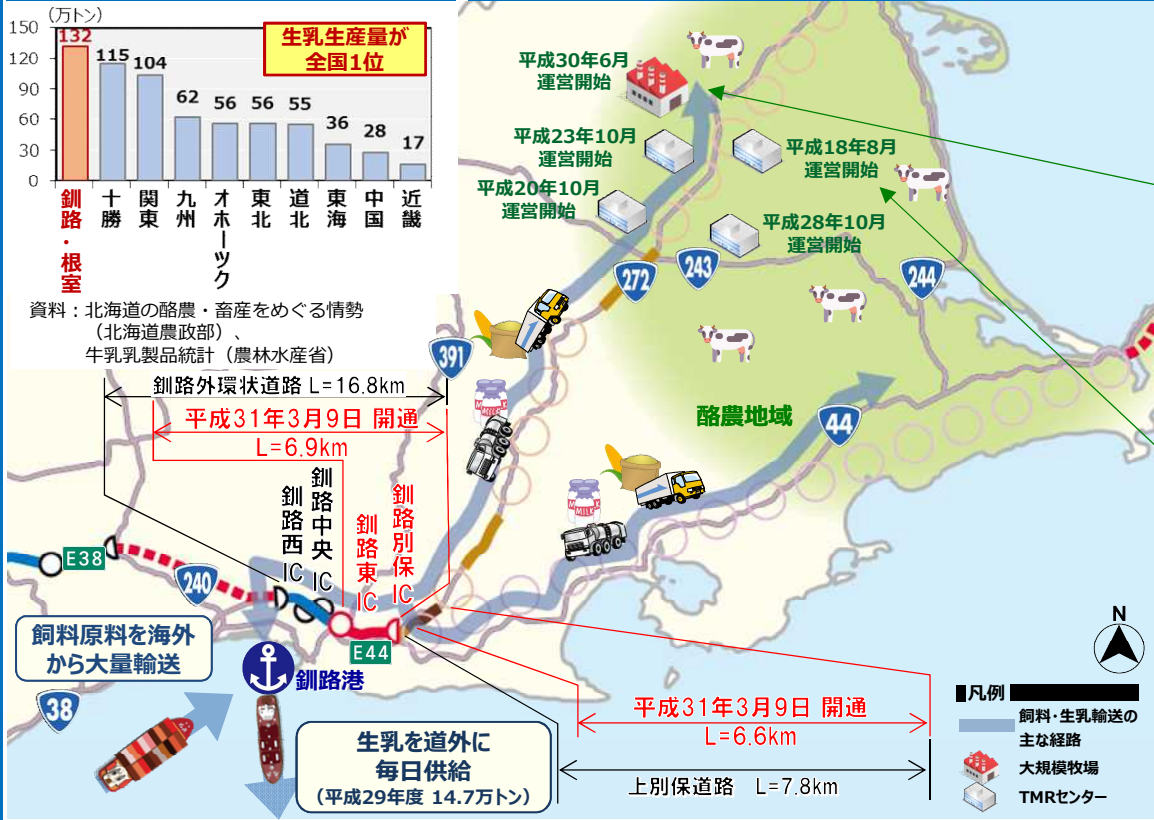 (万トン)
150
120
90
60
30
0
132
115
104
62
56
56
55
36
28
17
生乳生産量が
全国1位
釧路・根室
十勝
関東
九州
オホーツク
東北
道北
東海
中国
近畿
資料：北海道の酪農・畜産をめぐる情勢
（北海道農政部）、
牛乳乳製品統計（農林水産省）
平成30年6月
運営開始
平成23年10月
運営開始
平成18年8月
運営開始
平成20年10月
運営開始
平成28年10月
運営開始
272
243
244
391
44
酪農地域
MILK
MILK
釧路外環状道路 L=16.8km
平成31年3月9日 開通
L=6.9km
釧路西IC
釧路中央IC
釧路東IC
釧路別保IC
E38
240
E44
飼料原料を海外
から大量輸送
釧路港
38
生乳を道外に
毎日供給
（平成29年度 14.7万トン）
平成31年3月9日 開通
L=6.6km
上別保道路 L=7.8km
N
凡例
飼料・生乳輸送の
主な経路
大規模牧場
TMRセンター